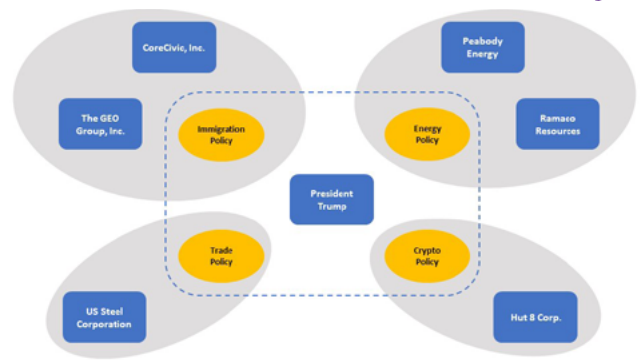 CoreCivic, Inc.
Peabody
Energy
The GEO
Group, Inc.
Immigration
Policy
Energy
Policy
Ramaco
Resources
President
Trump
Trade
Policy
Crypto
Policy
US Steel
Corporation
Hut 8 Corp.